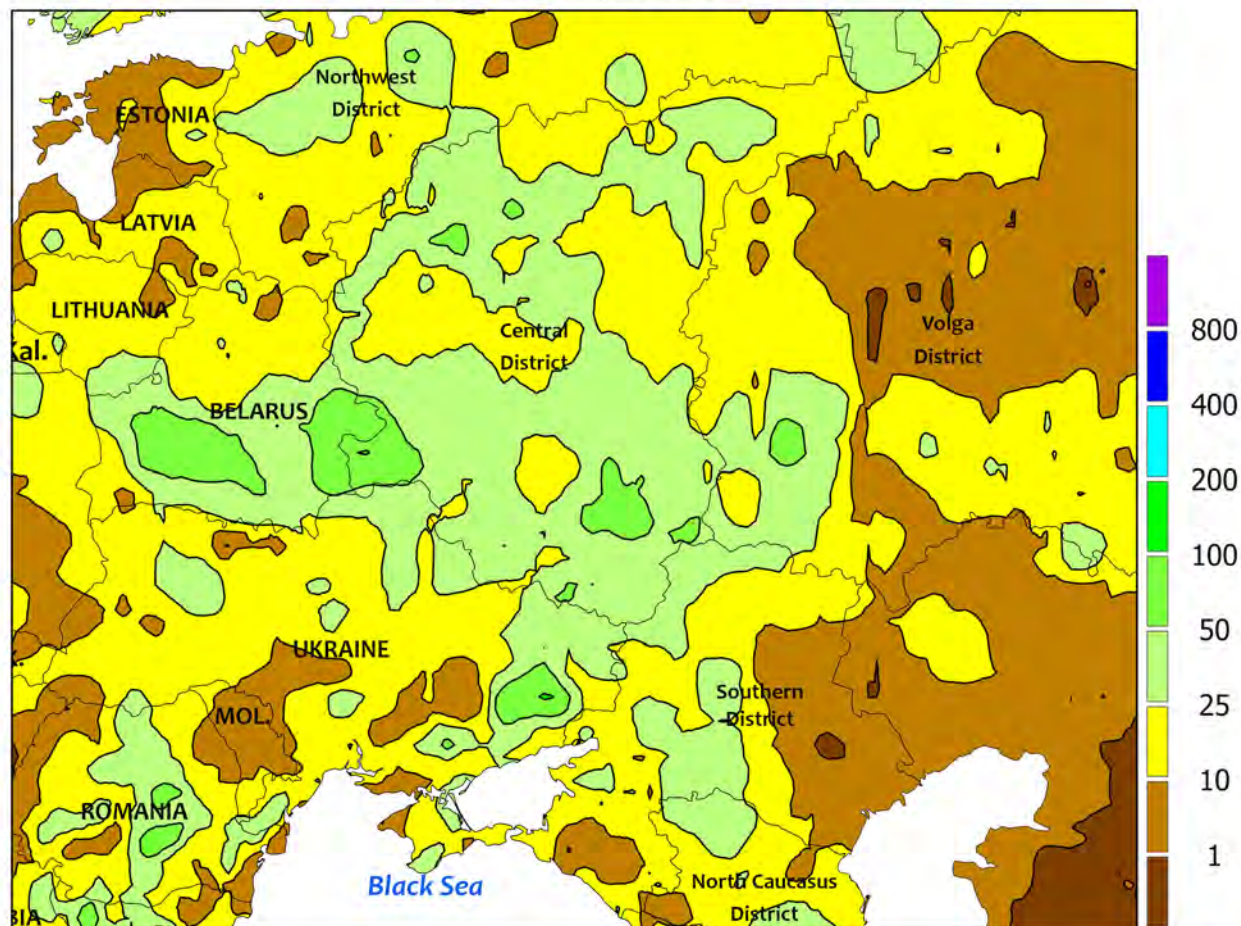 Northwest
District
ESTONIA
LATVIA
LITHUANIA
Kal.
Central
District
Volga
District
BELARUS
UKRAINE
MOL.
Southern
District
ROMANIA
Black Sea
North Caucasus
District
BIA
800
400
200
100
50
25
10
1